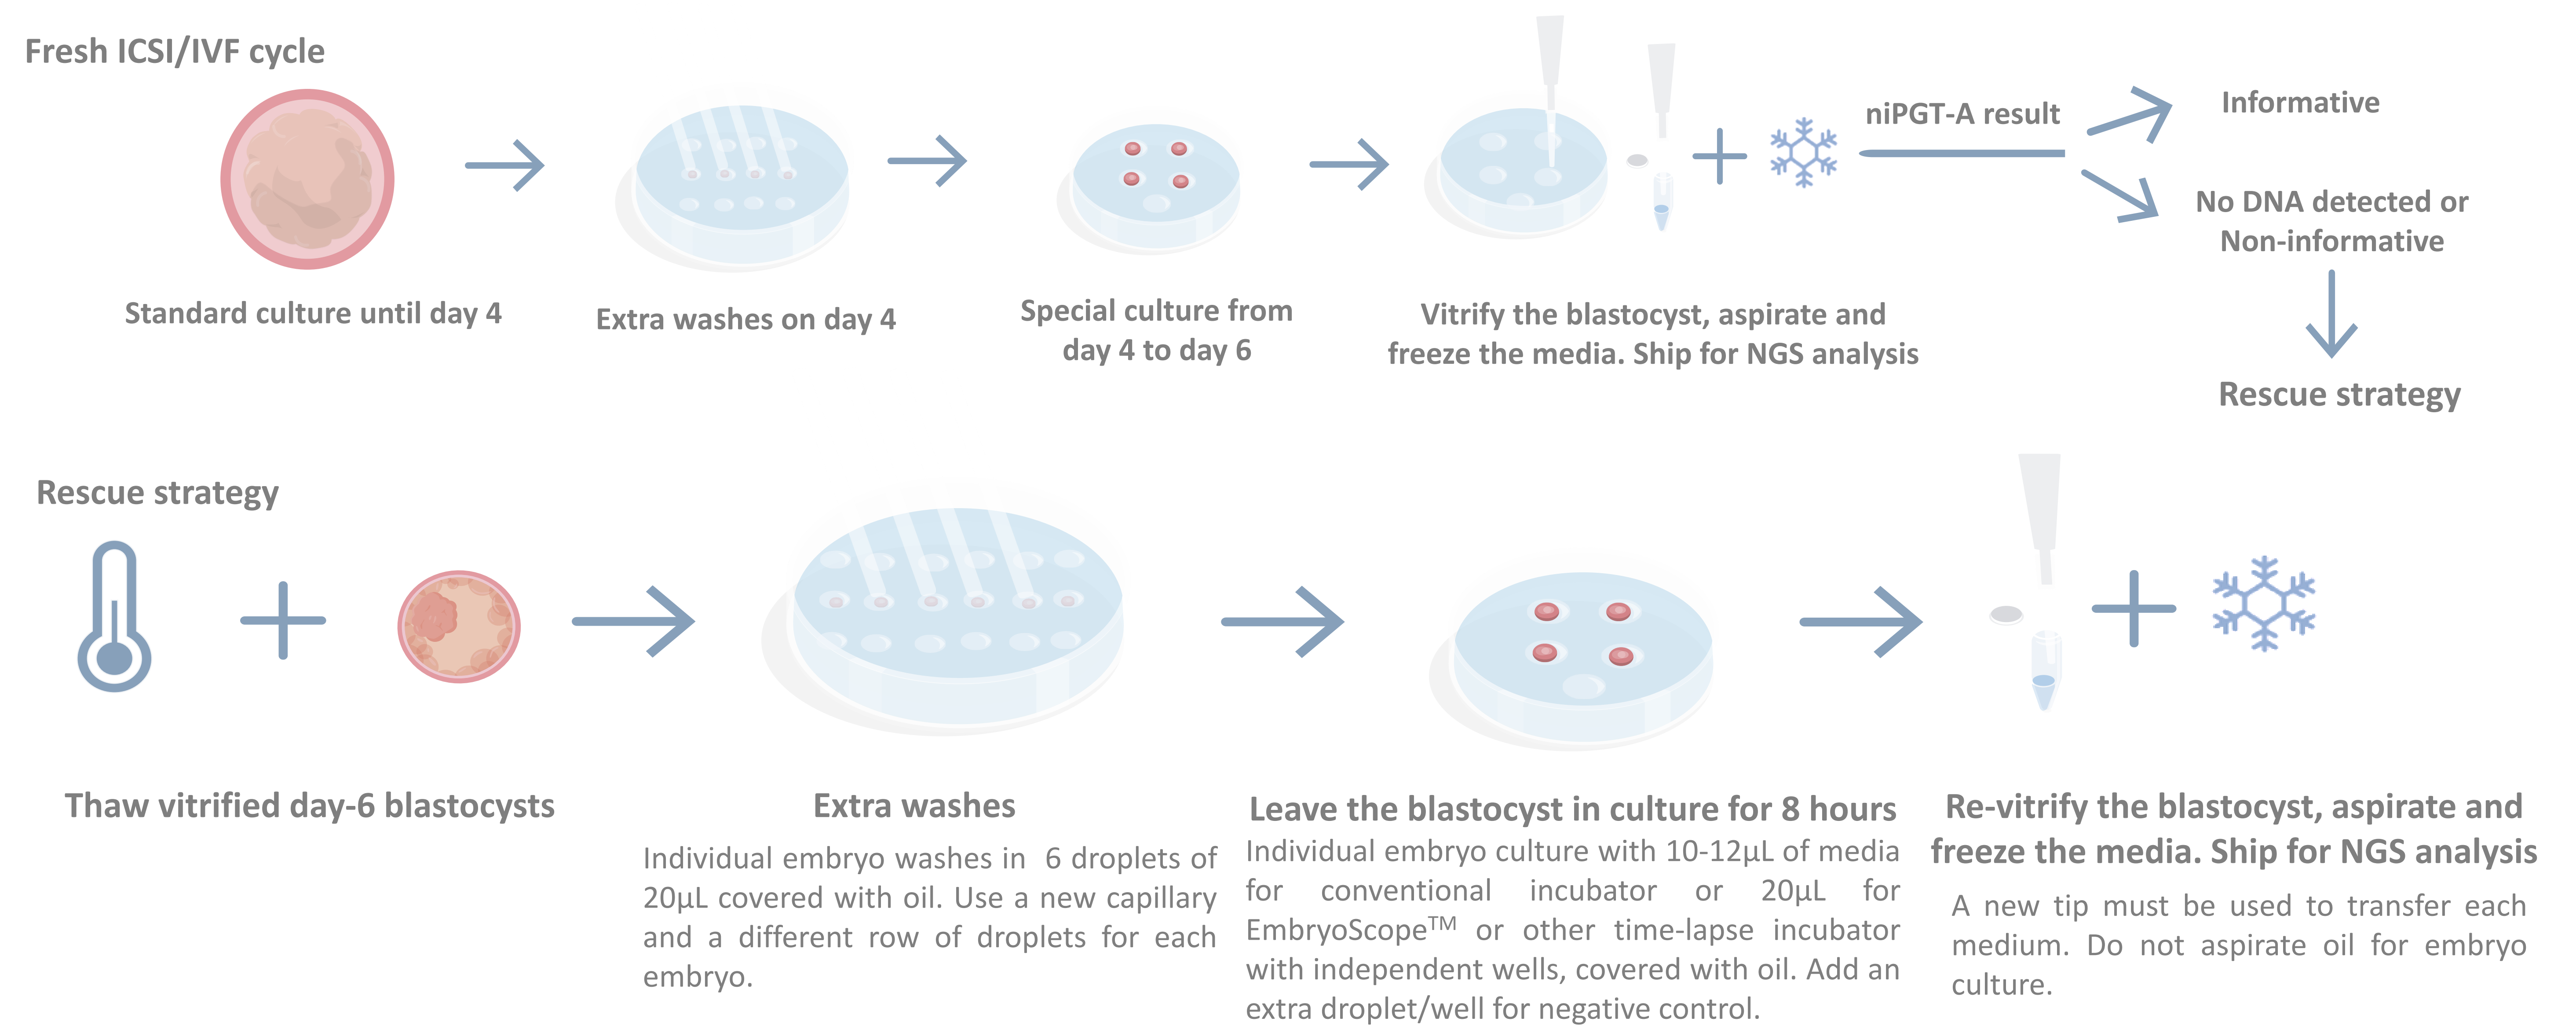 Fresh ICSI/IVF cycle
Standard culture until day 4
Extra washes on day 4
Special culture from
day 4 to day 6
Vitrify the blastocyst, aspirate and
freeze the media. Ship for NGS analysis
niPGT-A result
Informative
No DNA detected or
Non-informative
Rescue strategy
Rescue strategy
Thaw vitrified day-6 blastocysts
Extra washes
Individual embryo washes in 6 droplets of
20µL covered with oil. Use a new capillary
and a different row of droplets for each
embryo.
Leave the blastocyst in culture for 8 hours
Individual embryo culture with 10-12µL of media
for conventional incubator or 20µL for
EmbryoScope™ or other time-lapse incubator
with independent wells, covered with oil. Add an
extra droplet/well for negative control.
Re-vitrify the blastocyst, aspirate and
freeze the media. Ship for NGS analysis
A new tip must be used to transfer each
medium. Do not aspirate oil for embryo
culture.